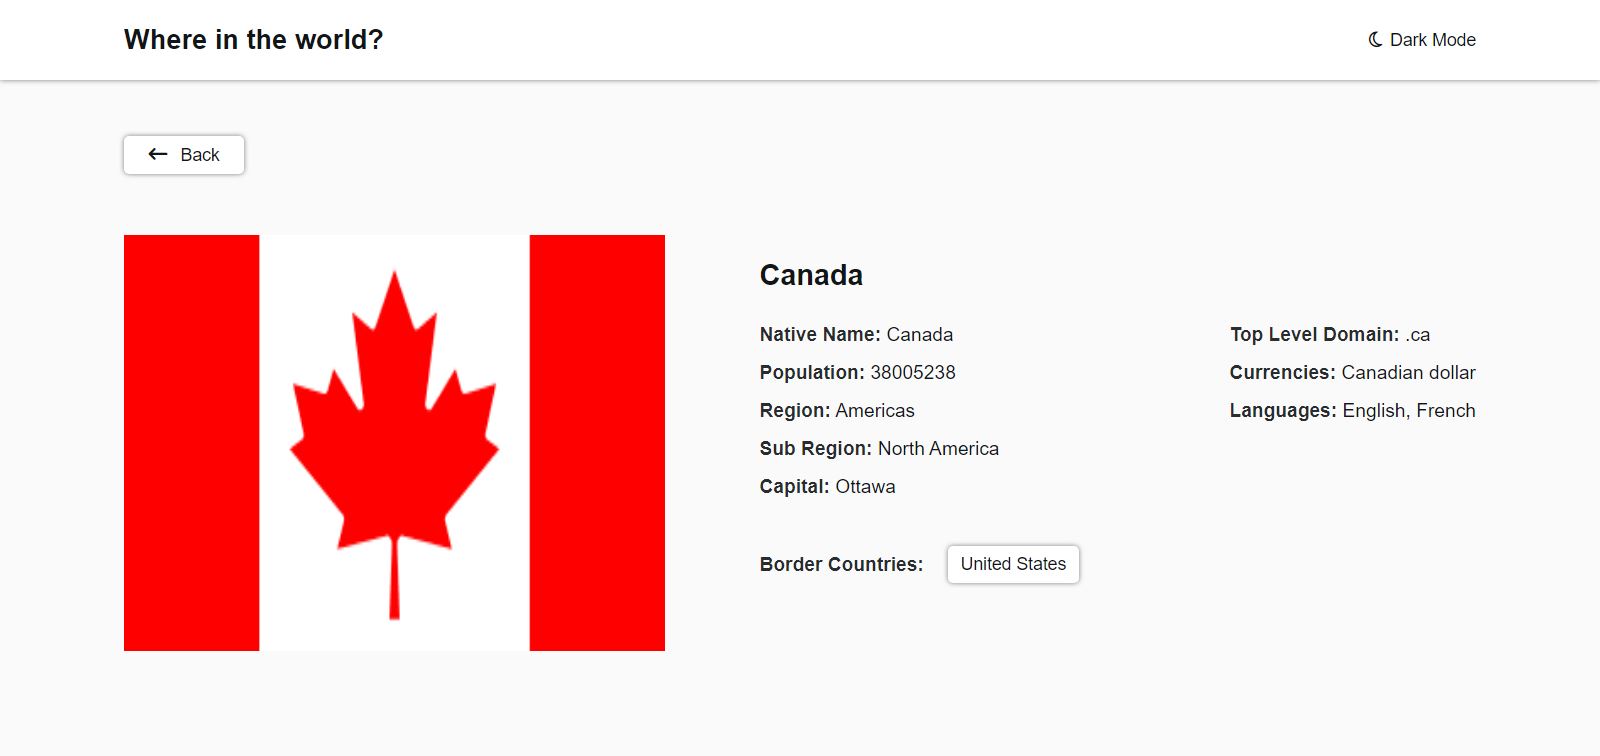 Where in the world?
Dark Mode
Back
Canada
Native Name: Canada
Population: 38005238
Region: Americas
Sub Region: North America
Capital: Ottawa
Top Level Domain: .ca
Currencies: Canadian dollar
Languages: English, French
Border Countries: United States